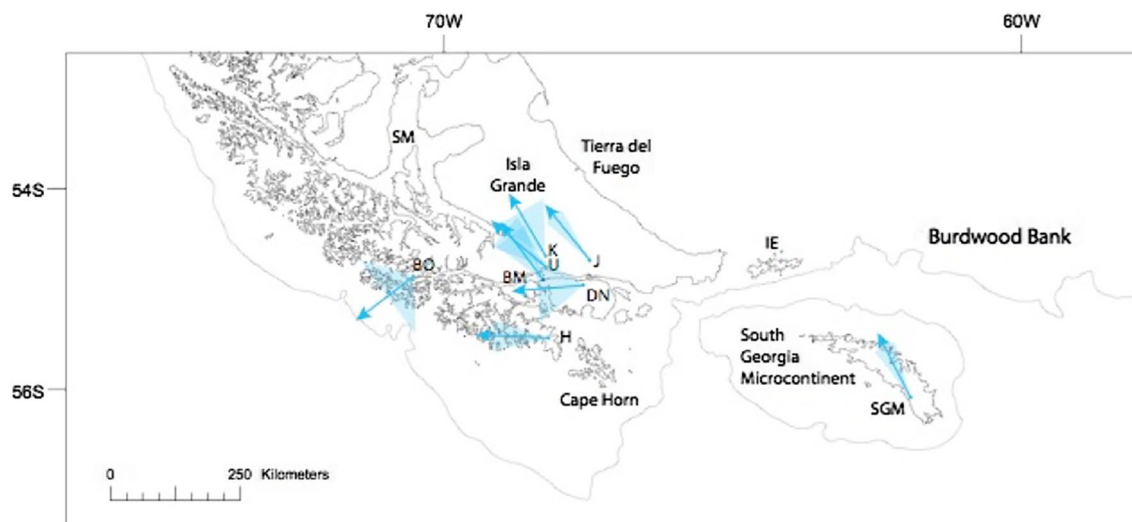 70W
60W
SM
Tierra del
Fuego
Isla
Grande
54S
Burdwood Bank
IE
K
J
U
BO
BM
DN
H
South
Georgia
Microcontinent
56S
Cape Horn
SGM
0
250 Kilometers